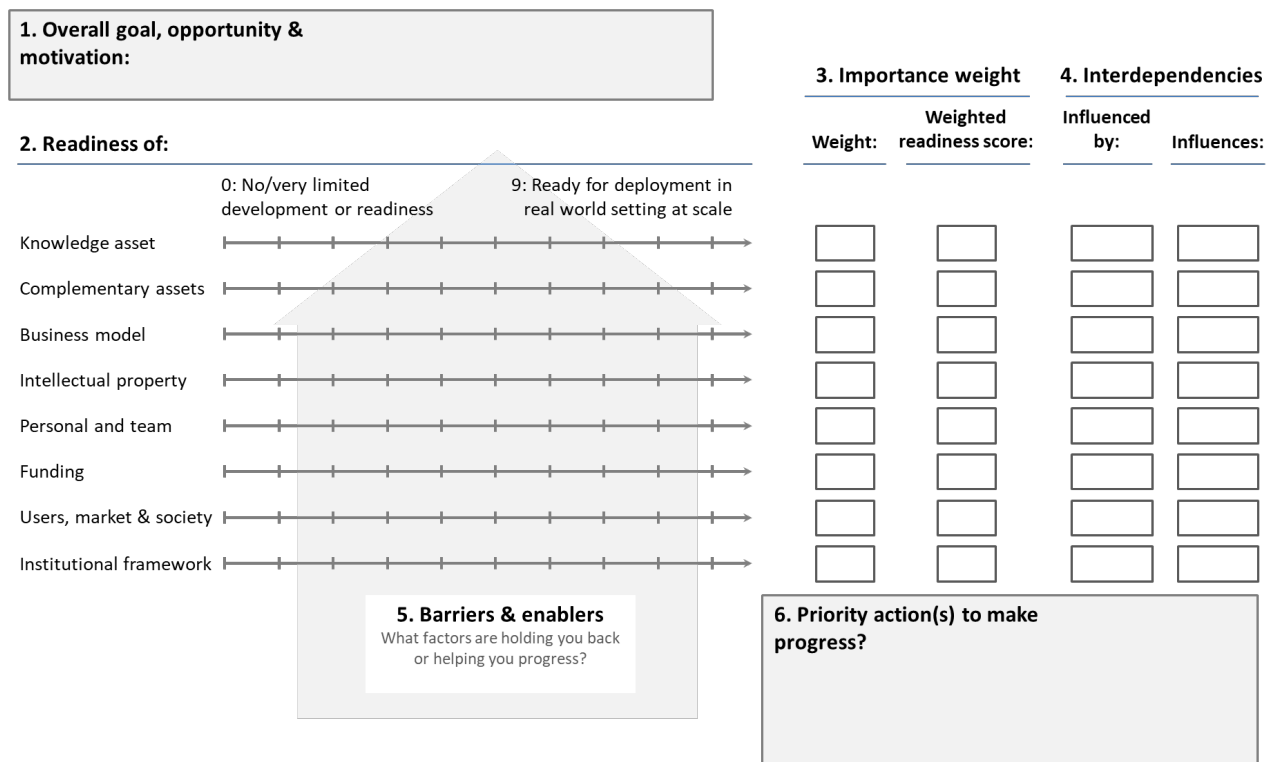 1. Overall goal, opportunity &
motivation:
3. Importance weight
4. Interdependencies
2. Readiness of:
Weight:
Weighted
readiness score:
Influenced
by:
Influences:
0: No/very limited
development or readiness
9: Ready for deployment in
real world setting at scale
Knowledge asset
Complementary assets
Business model
Intellectual property
Personal and team
Funding
Users, market & society
Institutional framework
5. Barriers & enablers
What factors are holding you back
or helping you progress?
6. Priority action(s) to make
progress?